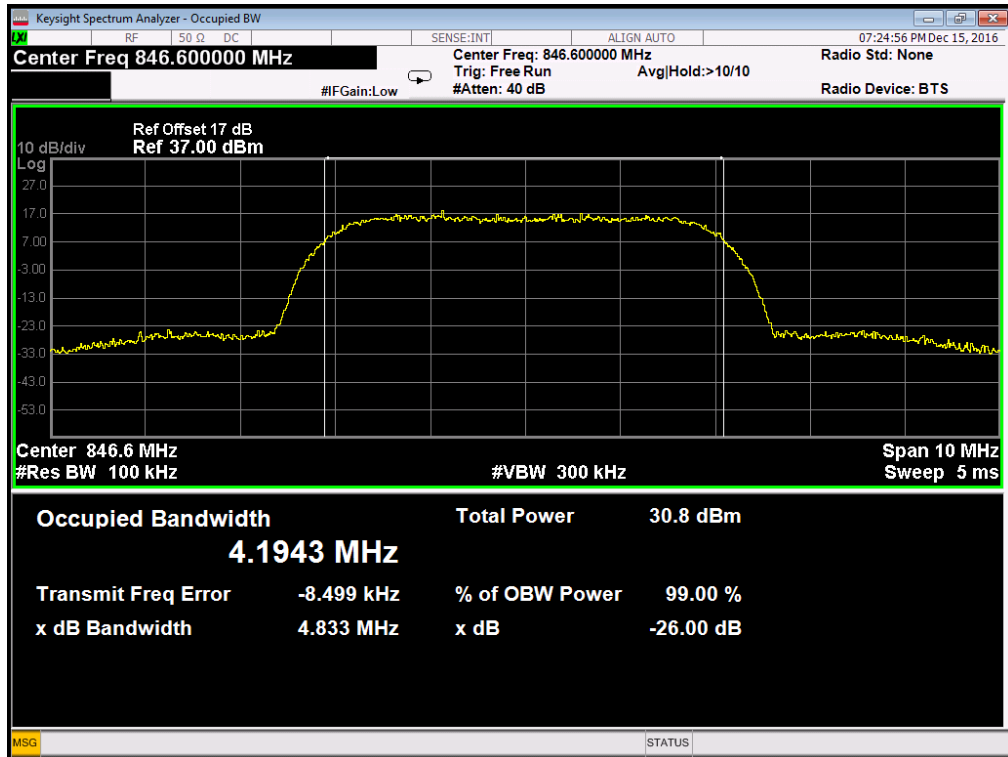 Keysight Spectrum Analyzer - Occupied BW
LXI RF 50 Ω DC SENSE:INT ALIGN AUTO 07:24:56 PM Dec 15, 2016
Center Freq 846.600000 MHz Center Freq: 846.600000 MHz Radio Std: None
Trig: Free Run Avg|Hold:>10/10
#IFGain:Low #Atten: 40 dB Radio Device: BTS
Ref Offset 17 dB
10 dB/div Ref 37.00 dBm
Log
27.0
17.0
7.00
-3.00
-13.0
-23.0
-33.0
-43.0
-53.0
Center 846.6 MHz Span 10 MHz
#Res BW 100 kHz #VBW 300 kHz Sweep 5 ms
Occupied Bandwidth Total Power 30.8 dBm
4.1943 MHz
Transmit Freq Error -8.499 kHz % of OBW Power 99.00 %
x dB Bandwidth 4.833 MHz x dB -26.00 dB
MSG STATUS